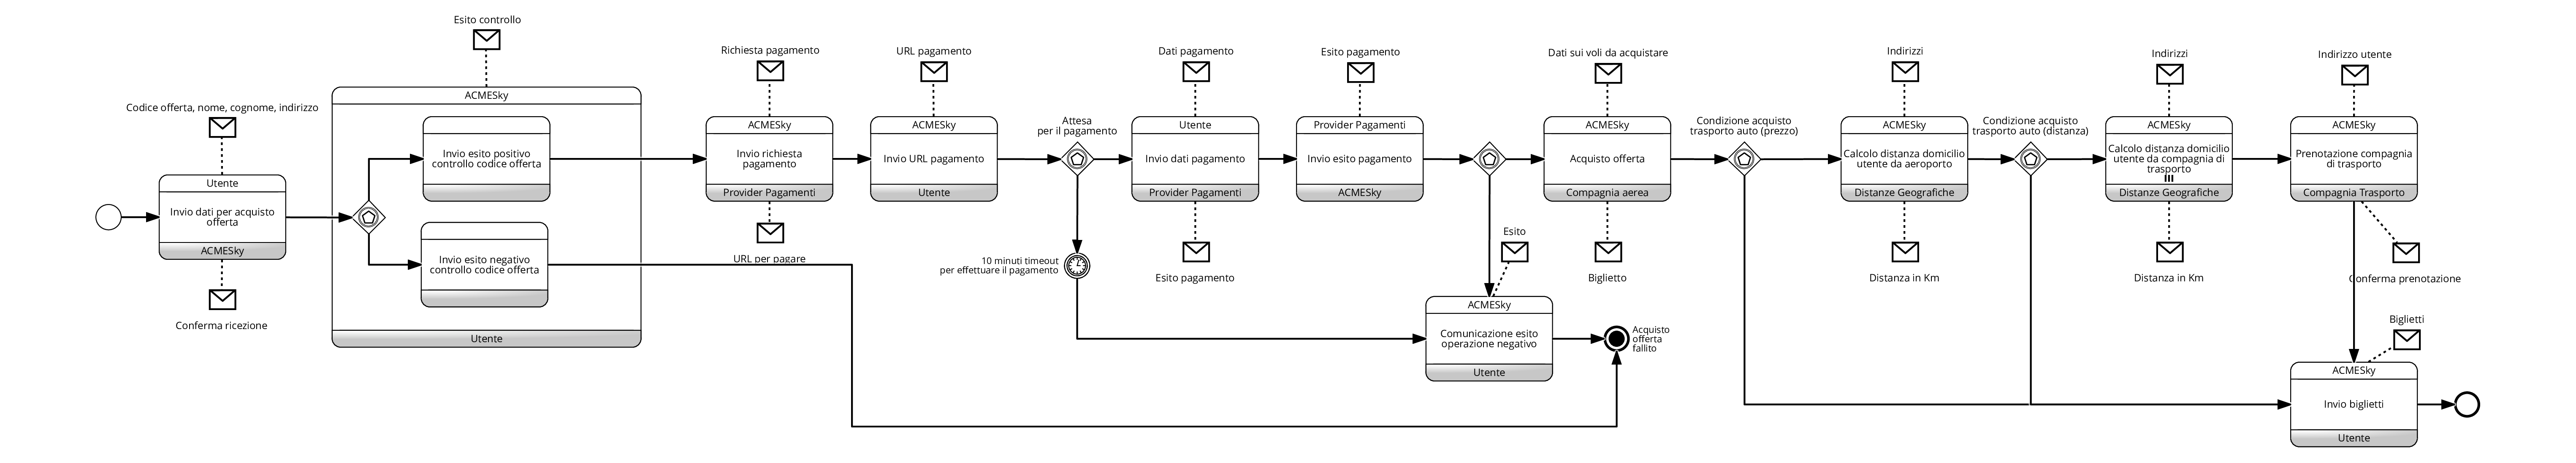 Codice offerta, nome, cognome, indirizzo
Utente
Invio dati per acquisto
offerta
ACMESky
Conferma ricezione
Esito controllo
ACMESky
Invio esito positivo
controllo codice offerta
Invio esito negativo
controllo codice offerta
Utente
Richiesta pagamento
ACMESky
Invio richiesta
pagamento
Provider Pagamenti
URL per pagare
URL pagamento
ACMESky
Invio URL pagamento
Utente
Attesa
per il pagamento
10 minuti timeout
per effettuare il pagamento
Dati pagamento
Utente
Invio dati pagamento
Provider Pagamenti
Esito pagamento
Esito pagamento
Provider Pagamenti
Invio esito pagamento
ACMESky
Esito
ACMESky
Comunicazione esito
operazione negativo
Utente
Acquisto
offerta
fallito
Dati sui voli da acquistare
ACMESky
Acquisto offerta
Compagnia aerea
Biglietto
Condizione acquisto
trasporto auto (prezzo)
Indirizzi
ACMESky
Calcolo distanza domicilio
utente da aeroporto
Distanze Geografiche
Distanza in Km
Condizione acquisto
trasporto auto (distanza)
Indirizzi
ACMESky
Calcolo distanza domicilio
utente da compagnia di
trasporto
Distanze Geografiche
Distanza in Km
Indirizzo utente
ACMESky
Prenotazione compagnia
di trasporto
Compagnia Trasporto
Conferma prenotazione
Biglietti
ACMESky
Invio biglietti
Utente